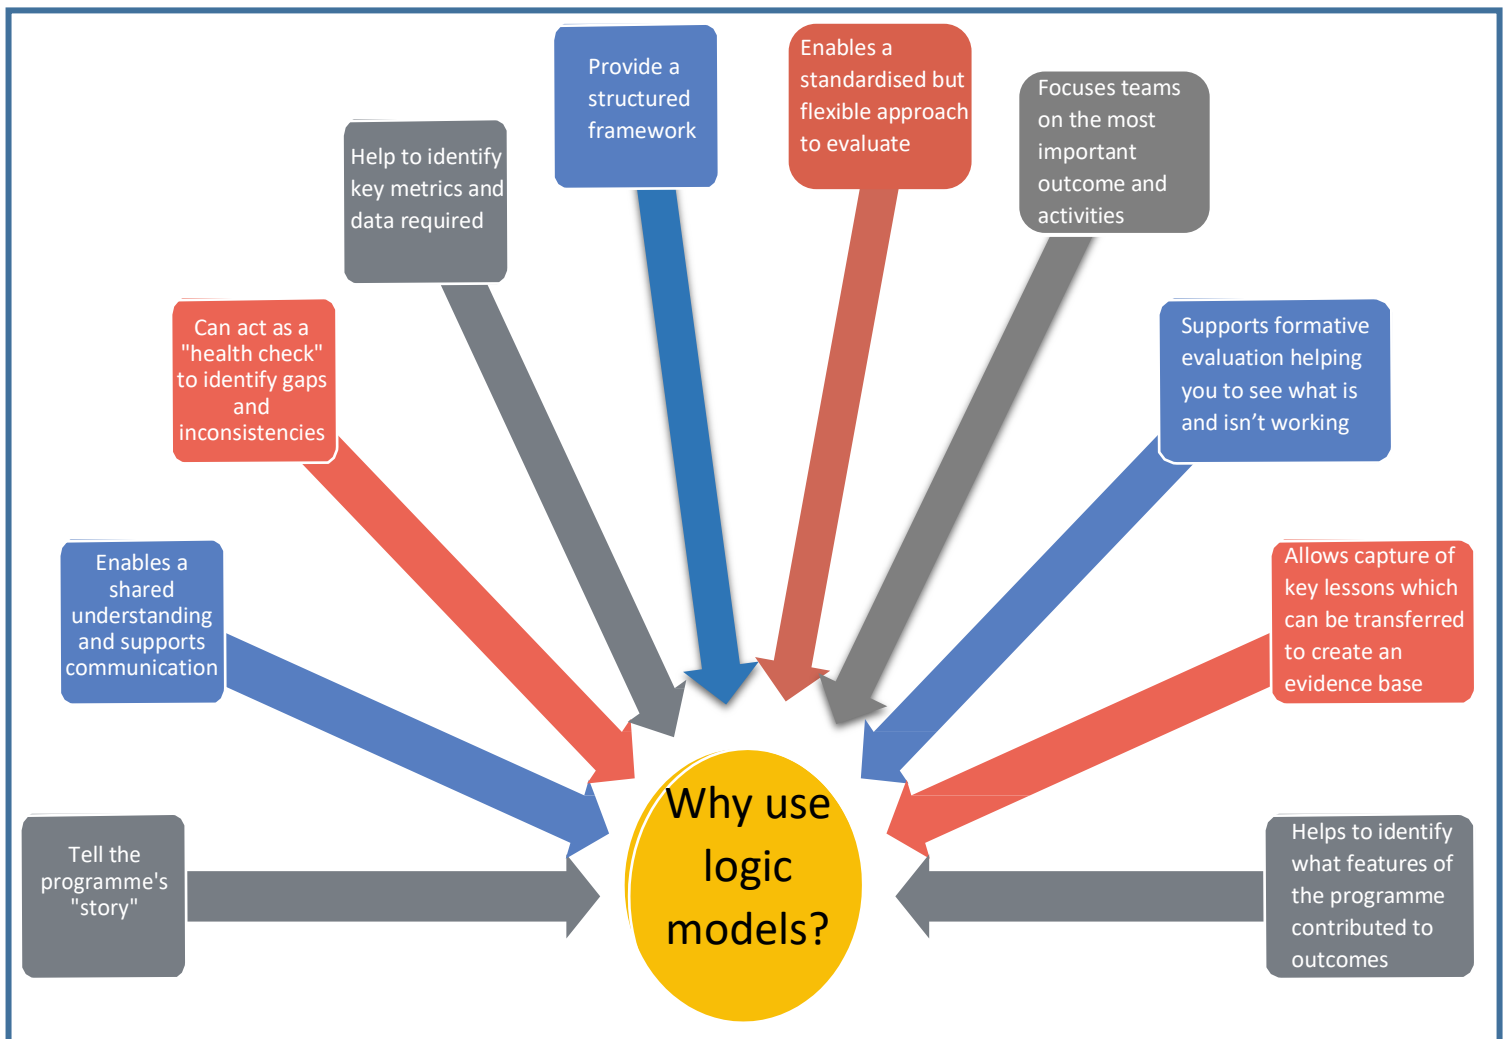 Provide a
structured
framework
Enables a
standardised but
flexible approach
to evaluate
Focuses teams
on the most
important
outcome and
activities
Help to identify
key metrics and
data required
Can act as a
"health check"
to identify gaps
and
inconsistencies
Supports formative
evaluation helping
you to see what is
and isn’t working
Enables a
shared
understanding
and supports
communication
Allows capture of
key lessons which
can be transferred
to create an
evidence base
Tell the
programme's
"story"
Why use
logic
models?
Helps to identify
what features of
the programme
contributed to
outcomes